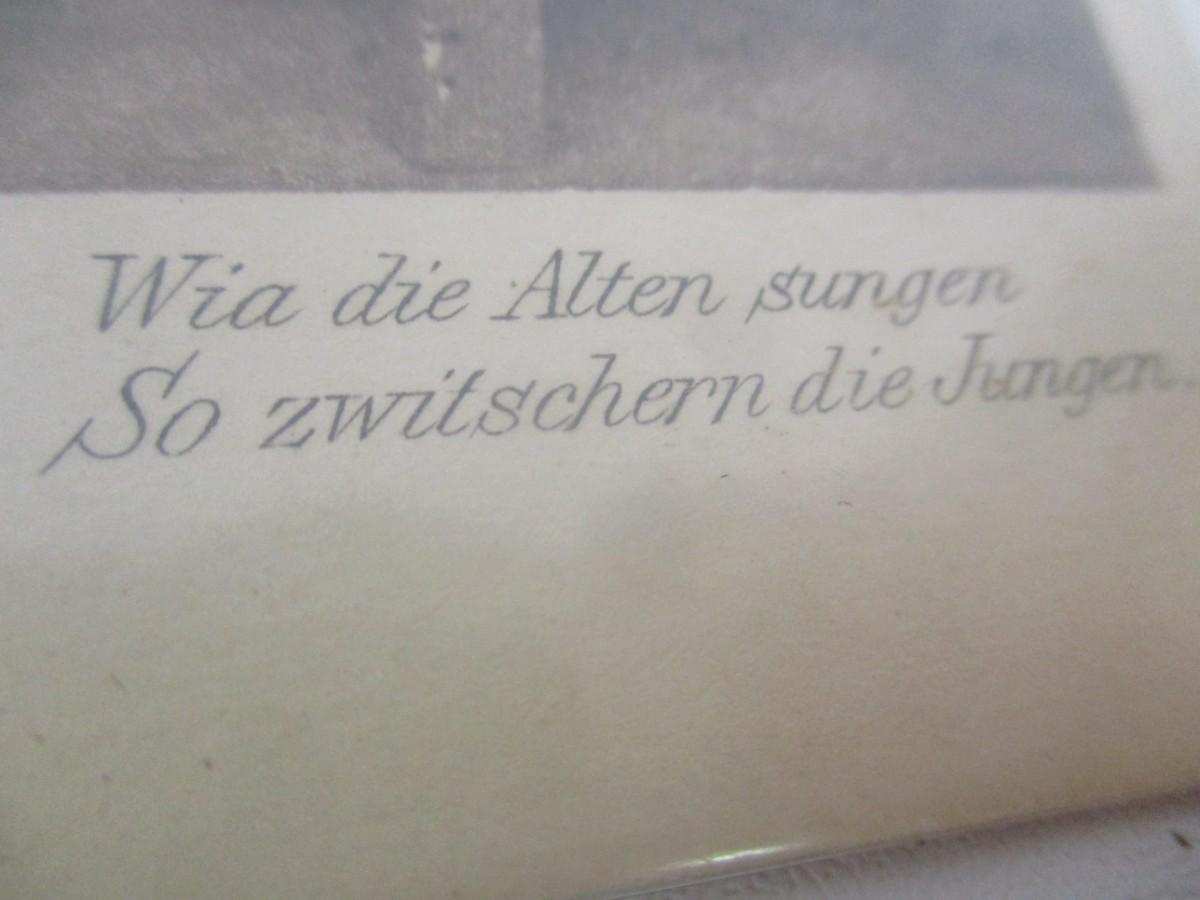 Wia die Alten sungen
So zwitschern die Jungen.